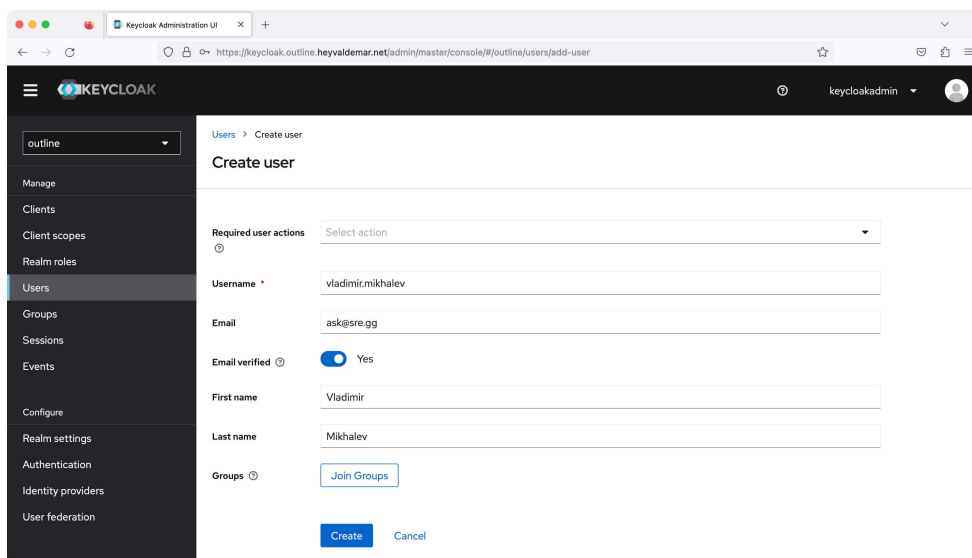 Keycloak Administration UI
https://keycloak.outline.heyvaldemar.net/admin/master/console/#/outline/users/add-user
KEYCLOAK
keycloakadmin
outline
Manage
Clients
Client scopes
Realm roles
Users
Groups
Sessions
Events
Configure
Realm settings
Authentication
Identity providers
User federation
Users > Create user
Create user
Required user actions
Select action
Username *
vladimir.mikhalev
Email
ask@sre.gg
Email verified
Yes
First name
Vladimir
Last name
Mikhalev
Groups
Join Groups
Create
Cancel